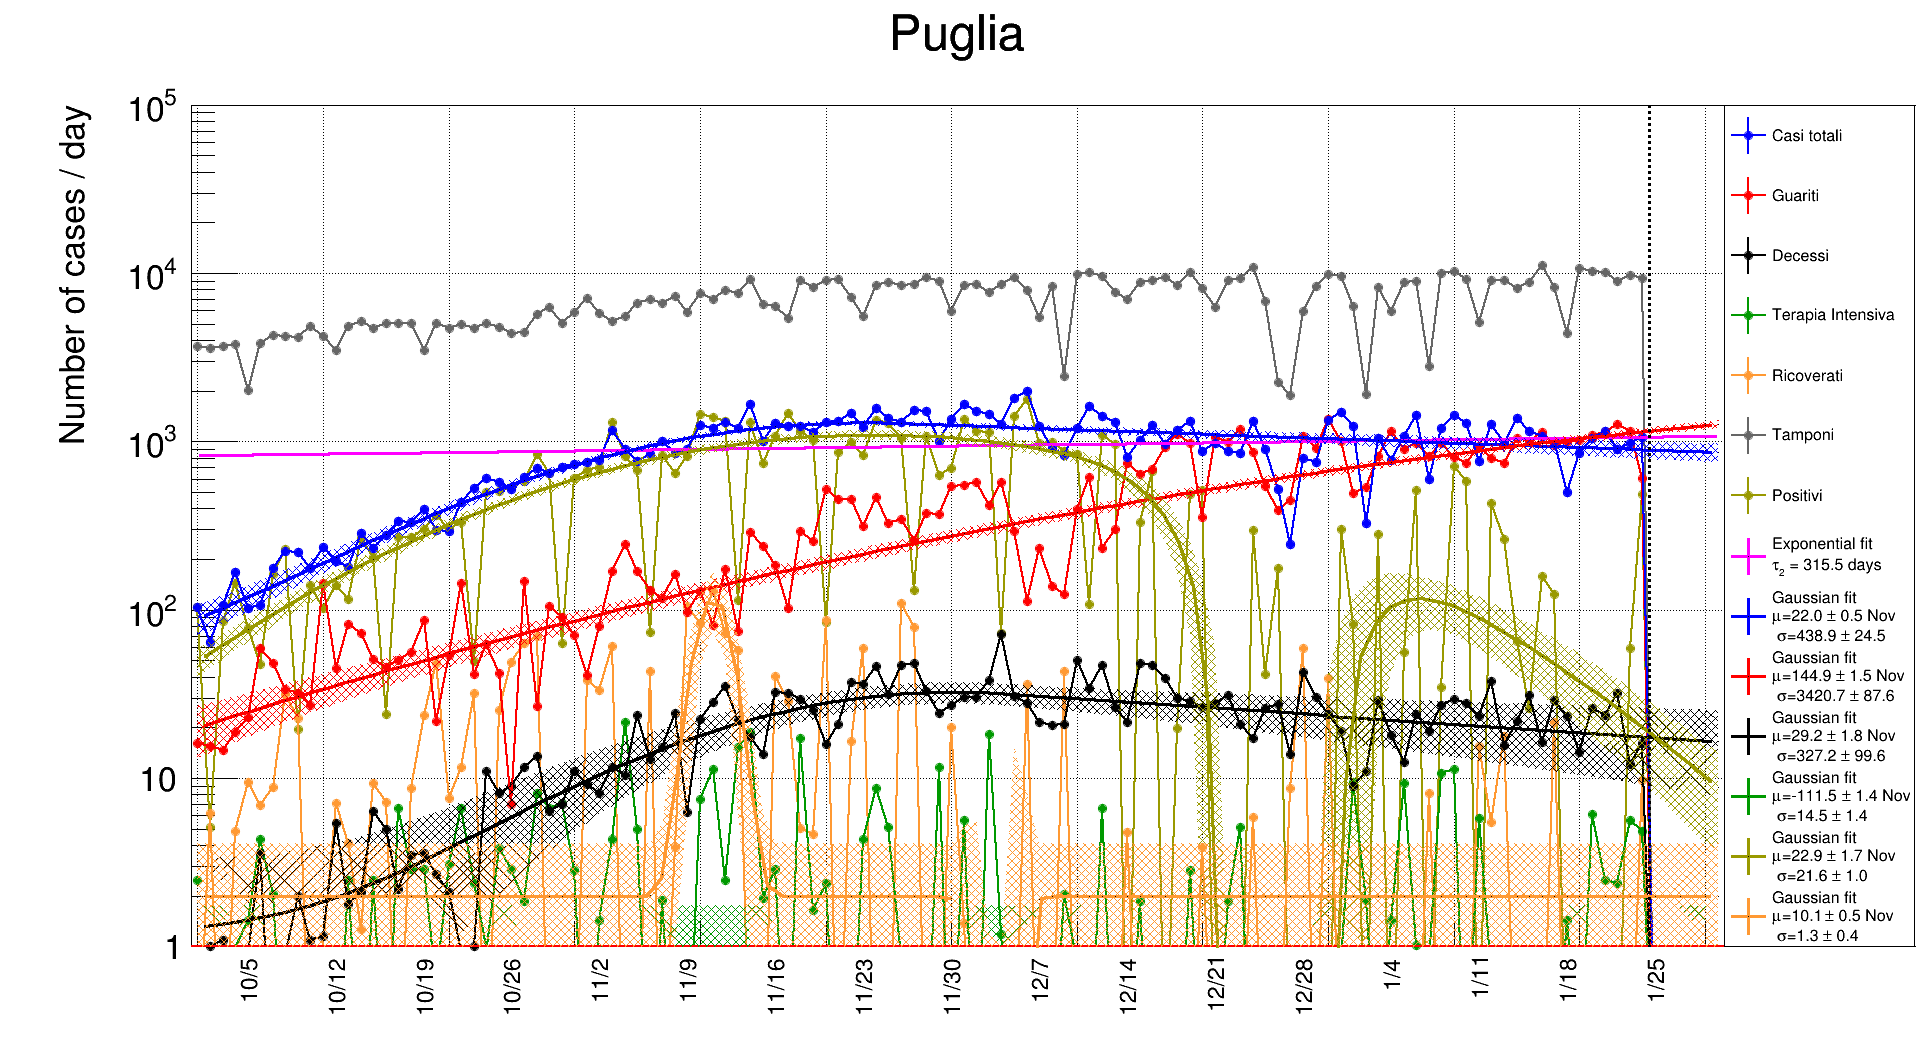 Puglia
Number of cases / day
10^5
10^4
10^3
10^2
10
1
10/5
10/12
10/19
10/26
11/2
11/9
11/16
11/23
11/30
12/7
12/14
12/21
12/28
1/4
1/11
1/18
1/25
Casi totali
Guariti
Decessi
Terapia Intensiva
Ricoverati
Tamponi
Positivi
Exponential fit
τ₂ = 315.5 days
Gaussian fit
μ=22.0 ± 0.5 Nov
σ=438.9 ± 24.5
Gaussian fit
μ=144.9 ± 1.5 Nov
σ=3420.7 ± 87.6
Gaussian fit
μ=29.2 ± 1.8 Nov
σ=327.2 ± 99.6
Gaussian fit
μ=-111.5 ± 1.4 Nov
σ=14.5 ± 1.4
Gaussian fit
μ=22.9 ± 1.7 Nov
σ=21.6 ± 1.0
Gaussian fit
μ=10.1 ± 0.5 Nov
σ=1.3 ± 0.4